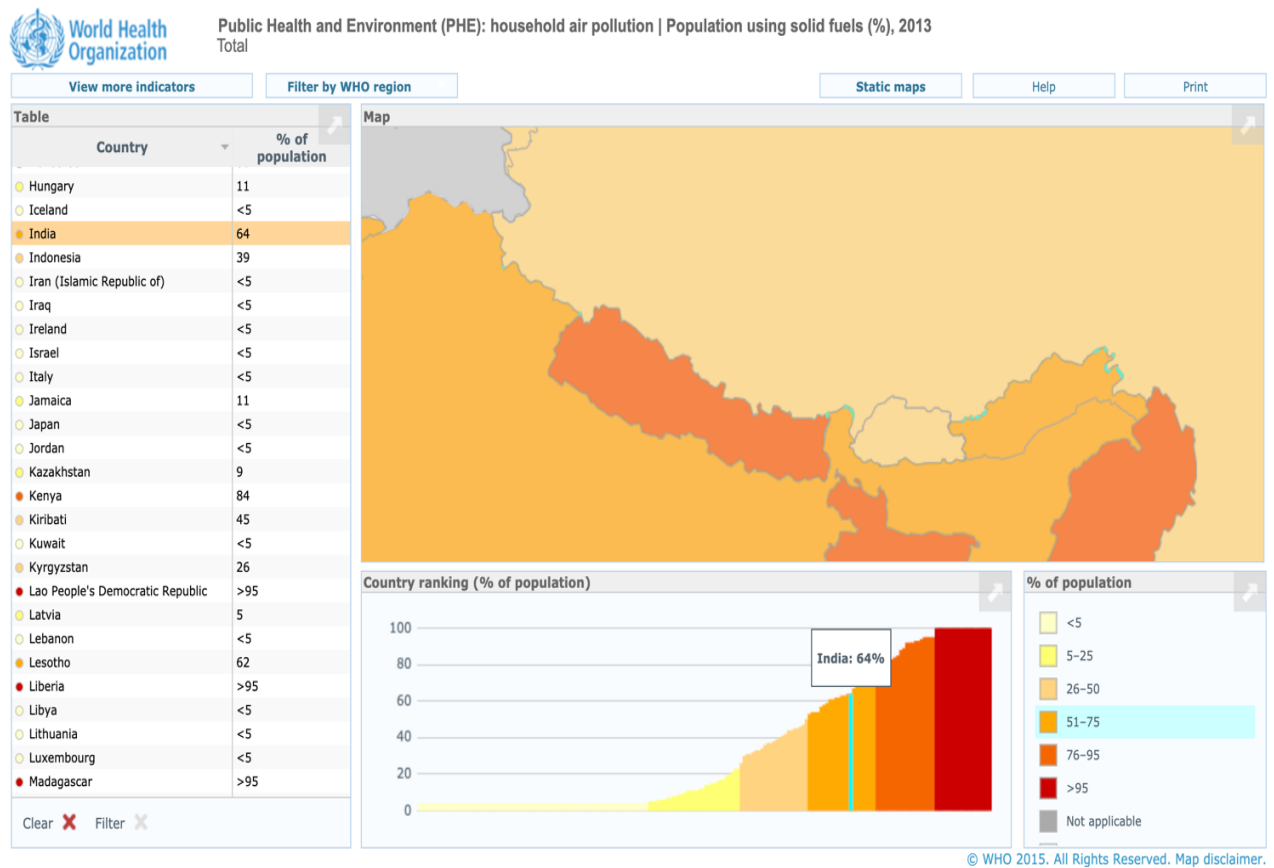 World Health
Organization
Public Health and Environment (PHE): household air pollution | Population using solid fuels (%), 2013
Total
View more indicators
Filter by WHO region
Static maps
Help
Print
Table
Country
% of
population
Hungary 11
Iceland <5
India 64
Indonesia 39
Iran (Islamic Republic of) <5
Iraq <5
Ireland <5
Israel <5
Italy <5
Jamaica 11
Japan <5
Jordan <5
Kazakhstan 9
Kenya 84
Kiribati 45
Kuwait <5
Kyrgyzstan 26
Lao People's Democratic Republic >95
Latvia 5
Lebanon <5
Lesotho 62
Liberia >95
Libya <5
Lithuania <5
Luxembourg <5
Madagascar >95
Clear
Filter
Map
Country ranking (% of population)
100
80
60
40
20
0
India: 64%
% of population
<5
5-25
26-50
51-75
76-95
>95
Not applicable
© WHO 2015. All Rights Reserved. Map disclaimer.